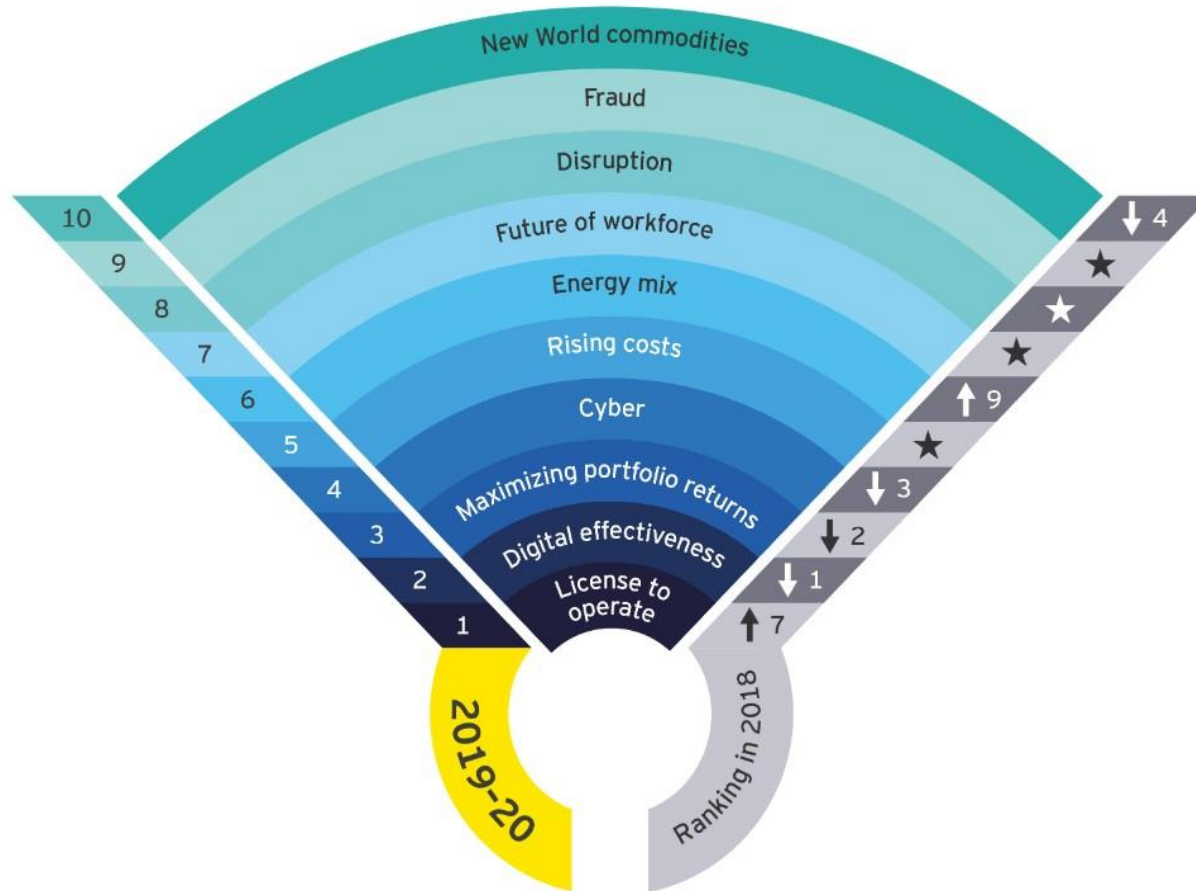 New World commodities
Fraud
Disruption
Future of workforce
Energy mix
Rising costs
Cyber
Maximizing portfolio returns
Digital effectiveness
License to
operate
10
9
8
7
6
5
4
3
2
1
2019-20
4
9
3
2
1
7
Ranking in 2018